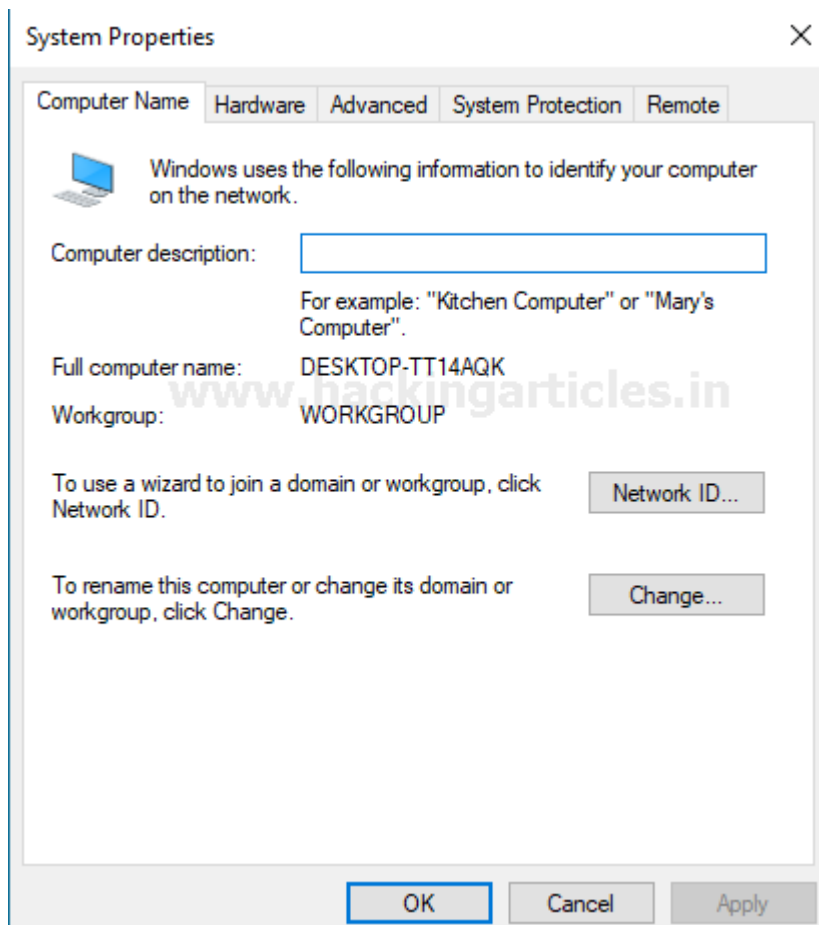 System Properties
Computer Name Hardware Advanced System Protection Remote
Windows uses the following information to identify your computer
on the network.
Computer description:
For example: "Kitchen Computer" or "Mary's
Computer".
Full computer name: DESKTOP-TT14AQK
www.hackingarticles.in
Workgroup: WORKGROUP
To use a wizard to join a domain or workgroup, click
Network ID.
Network ID...
To rename this computer or change its domain or
workgroup, click Change.
Change...
OK Cancel Apply